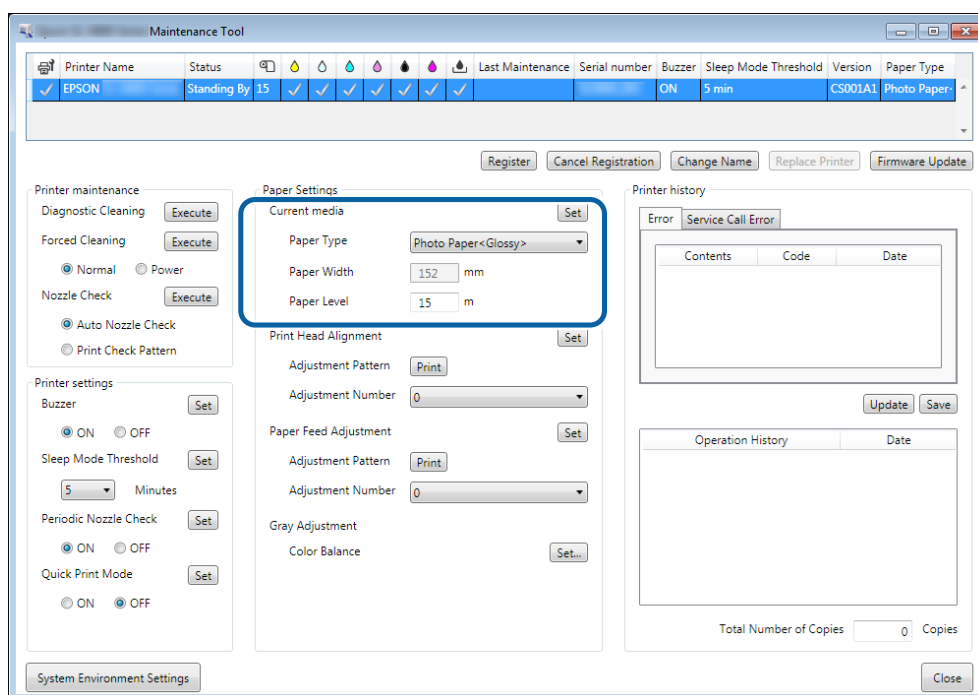 Maintenance Tool
Printer Name Status Last Maintenance Serial number Buzzer Sleep Mode Threshold Version Paper Type
EPSON Standing By 15 ON 5 min CS001A1 Photo Paper
Register Cancel Registration Change Name Replace Printer Firmware Update
Printer maintenance
Diagnostic Cleaning Execute
Forced Cleaning Execute
Normal Power
Nozzle Check Execute
Auto Nozzle Check
Print Check Pattern
Printer settings
Buzzer Set
ON OFF
Sleep Mode Threshold Set
5 Minutes
Periodic Nozzle Check Set
ON OFF
Quick Print Mode Set
ON OFF
Paper Settings
Current media Set
Paper Type Photo Paper<Glossy>
Paper Width 152 mm
Paper Level 15 m
Print Head Alignment Set
Adjustment Pattern Print
Adjustment Number 0
Paper Feed Adjustment Set
Adjustment Pattern Print
Adjustment Number 0
Gray Adjustment
Color Balance Set...
Printer history
Error Service Call Error
Contents Code Date
Update Save
Operation History Date
Total Number of Copies 0 Copies
System Environment Settings Close